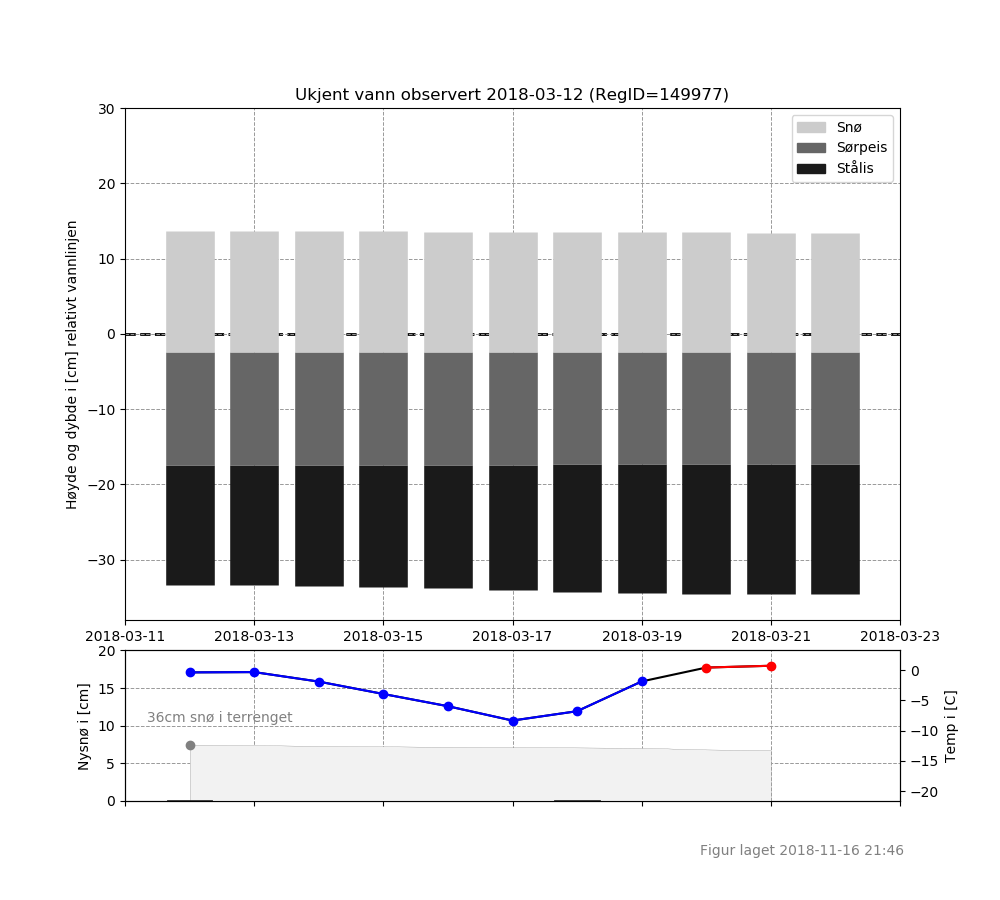 Ukjent vann observert 2018-03-12 (RegID=149977)
Høyde og dybde i [cm] relativt vannlinjen
30
20
10
0
−10
−20
−30
Snø
Sørpeis
Stålis
2018-03-11 2018-03-13 2018-03-15 2018-03-17 2018-03-19 2018-03-21 2018-03-23
Nysnø i [cm]
20
15
10
5
0
36cm snø i terrenget
0
−5
−10
−15
−20
Temp i [C]
Figur laget 2018-11-16 21:46